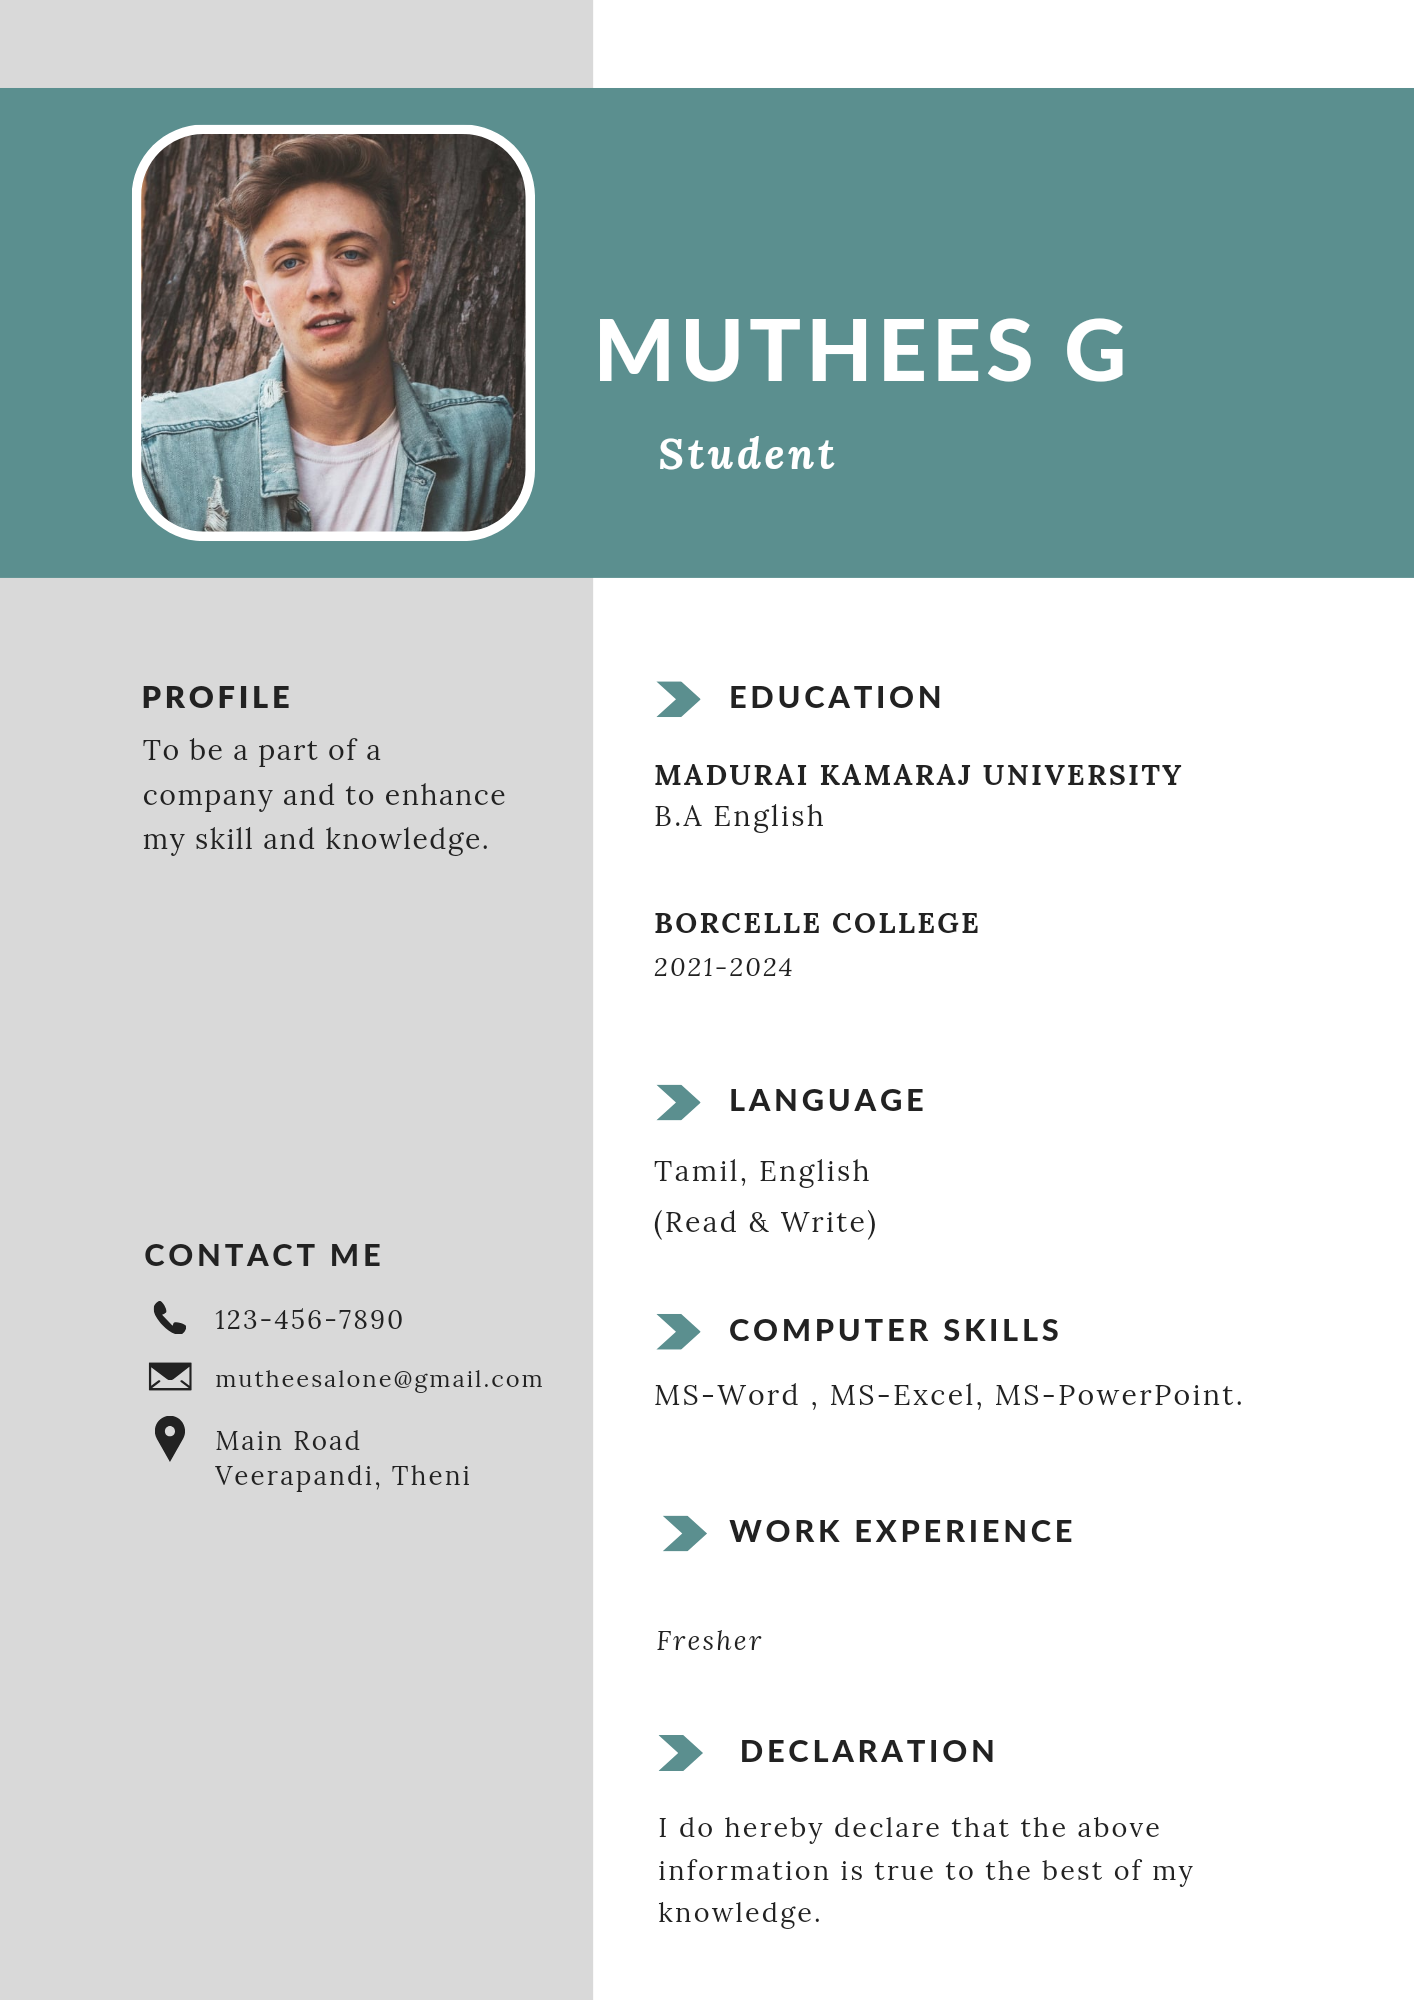 MUTHEES G
Student
PROFILE
To be a part of a
company and to enhance
my skill and knowledge.
CONTACT ME
123-456-7890
mutheesalone@gmail.com
Main Road
Veerapandi, Theni
EDUCATION
MADURAI KAMARAJ UNIVERSITY
B.A English
BORCELLE COLLEGE
2021-2024
LANGUAGE
Tamil, English
(Read & Write)
COMPUTER SKILLS
MS-Word , MS-Excel, MS-PowerPoint.
WORK EXPERIENCE
Fresher
DECLARATION
I do hereby declare that the above
information is true to the best of my
knowledge.